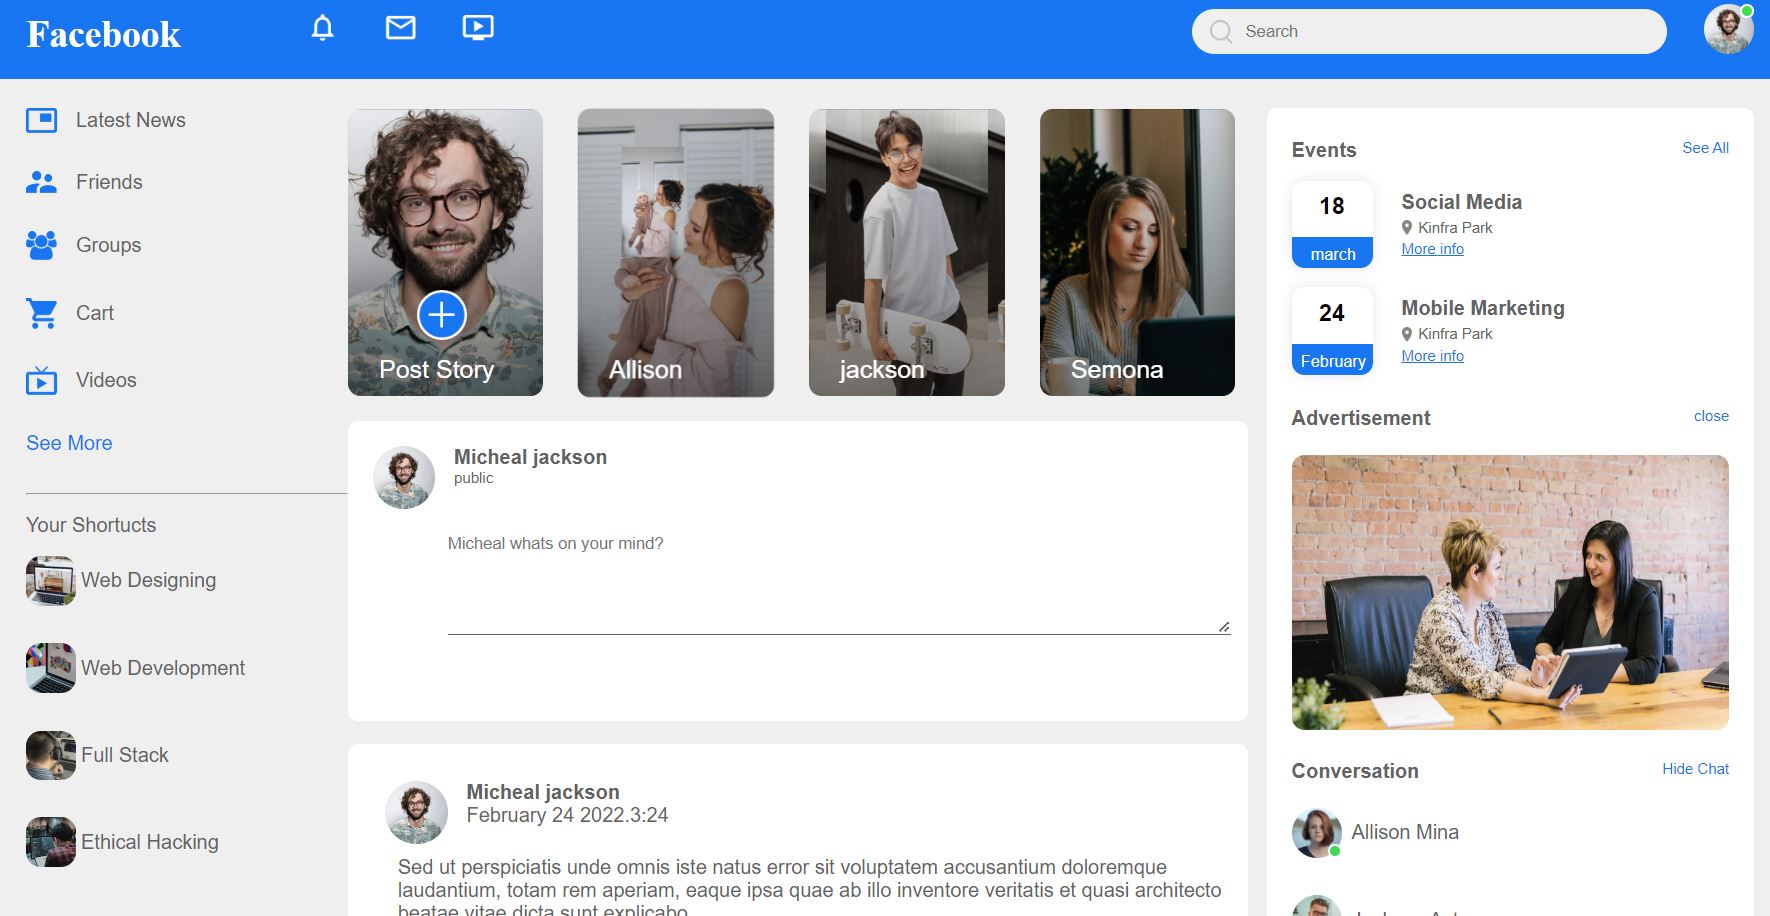 Facebook
Search
Latest News
Friends
Groups
Cart
Videos
See More
Your Shortucts
Web Designing
Web Development
Full Stack
Ethical Hacking
Post Story
Allison
jackson
Semona
Micheal jackson
public
Micheal whats on your mind?
Micheal jackson
February 24 2022.3:24
Sed ut perspiciatis unde omnis iste natus error sit voluptatem accusantium doloremque
laudantium, totam rem aperiam, eaque ipsa quae ab illo inventore veritatis et quasi architecto
beatae vitae dicta sunt explicabo
Events
See All
18
march
Social Media
Kinfra Park
More info
24
February
Mobile Marketing
Kinfra Park
More info
Advertisement
close
Conversation
Hide Chat
Allison Mina